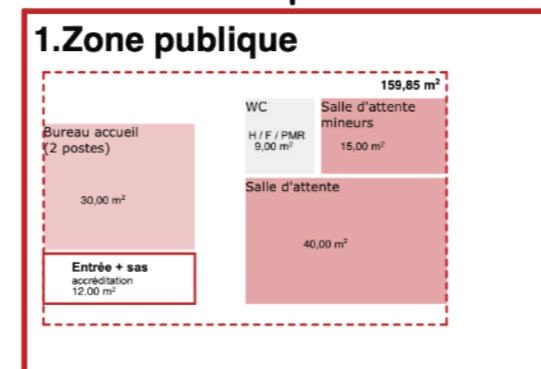 1.Zone publique
159,85 m²
WC
H / F / PMR
9,00 m²
Salle d'attente
mineurs
15,00 m²
Bureau accueil
(2 postes)
30,00 m²
Salle d'attente
40,00 m²
Entrée + sas
accréditation
12,00 m²